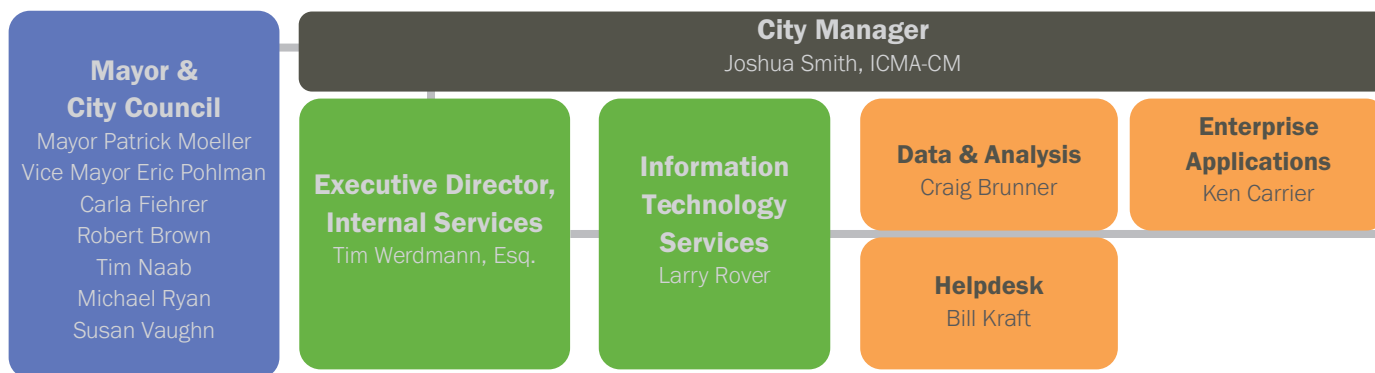 Mayor &
City Council
Mayor Patrick Moeller
Vice Mayor Eric Pohlman
Carla Fiehrer
Robert Brown
Tim Naab
Michael Ryan
Susan Vaughn
City Manager
Joshua Smith, ICMA-CM
Executive Director,
Internal Services
Tim Werdmann, Esq.
Information
Technology
Services
Larry Rover
Data & Analysis
Craig Brunner
Helpdesk
Bill Kraft
Enterprise
Applications
Ken Carrier